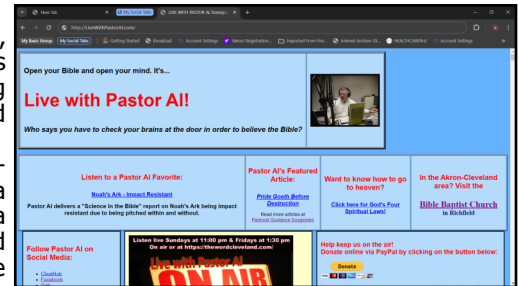 New Tab
My Social Tabs
LIVE WITH PASTOR AL Startup
http://LiveWithPastorAl.com/
My Basic Group
My Social Tabs
Getting Started
Broadcast
Account Settings
Yahoo! Registration...
Imported From Fire...
Internet Archive: Di...
HEALTHCARE
Account Settings
,
s
g
d
-
a
a
d
e
Open your Bible and open your mind. It's...
Live with Pastor Al!
Who says you have to check your brains at the door in order to believe the Bible?
Listen to a Pastor Al Favorite:
Noah's Ark - Impact Resistant
Pastor Al delivers a "Science in the Bible" report on Noah's Ark being impact
resistant due to being pitched within and without.
Pastor Al's Featured
Article:
Pride Goeth Before
Destruction
Read more articles at
Pastoral Guidance Suggested
Want to know how to go
to heaven?
Click here for God's Four
Spiritual Laws!
In the Akron-Cleveland
area? Visit the
Bible Baptist Church
in Richfield
Follow Pastor Al on
Social Media:
CloutHub
Facebook
Listen live Sundays at 11:00 pm & Fridays at 1:30 pm
On air or at https://thewordcleveland.com/
Live with Pastor Al
ON AIR
Help keep us on the air!
Donate online via PayPal by clicking on the button below:
Donate